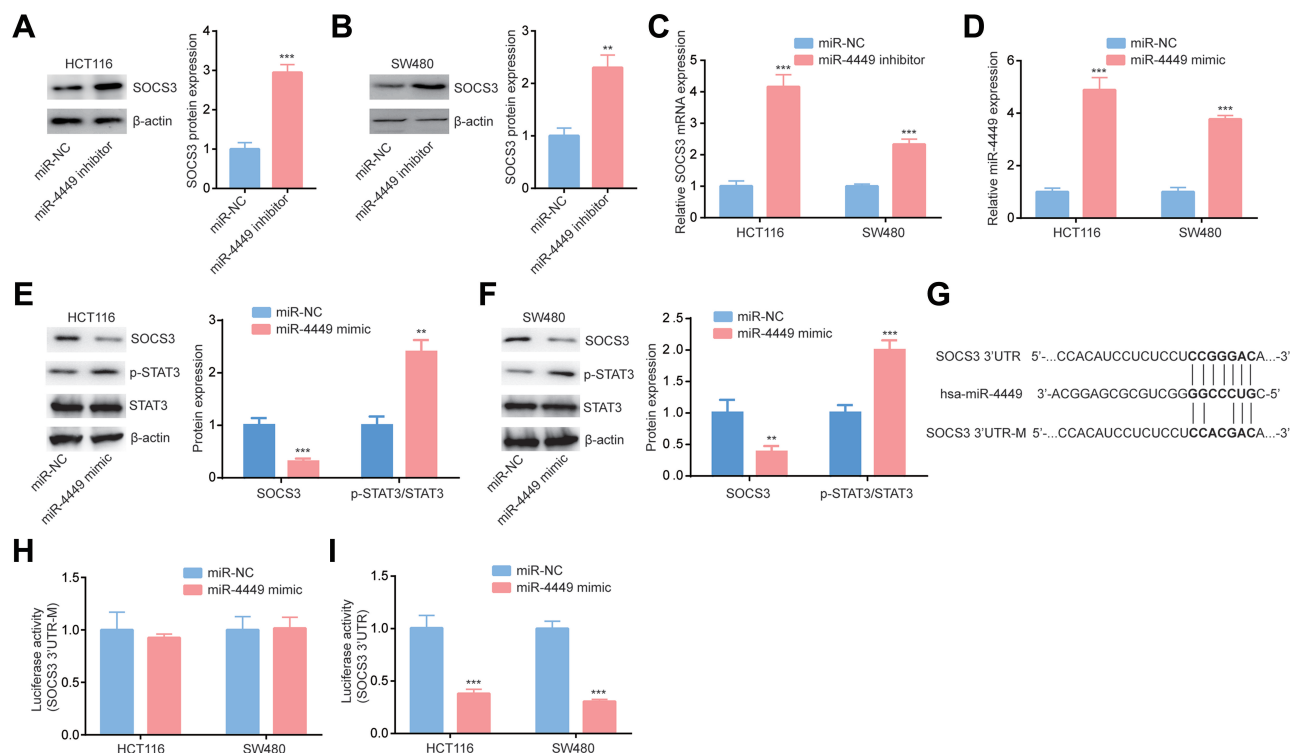 A
HCT116
SOCS3
β-actin
miR-NC
miR-4449 inhibitor
SOCS3 protein expression
4
3
2
1
0
***
miR-NC
miR-4449 inhibitor
B
SW480
SOCS3
β-actin
miR-NC
miR-4449 inhibitor
SOCS3 protein expression
3
2
1
0
**
miR-NC
miR-4449 inhibitor
C
miR-NC
miR-4449 inhibitor
Relative SOCS3 mRNA expression
5
4
3
2
1
0
***
***
HCT116
SW480
D
miR-NC
miR-4449 mimic
Relative miR-4449 expression
6
4
2
0
***
***
HCT116
SW480
E
HCT116
SOCS3
p-STAT3
STAT3
β-actin
miR-NC
miR-4449 mimic
miR-NC
miR-4449 mimic
Protein expression
3
2
1
0
***
**
SOCS3
p-STAT3/STAT3
F
SW480
SOCS3
p-STAT3
STAT3
β-actin
miR-NC
miR-4449 mimic
miR-NC
miR-4449 mimic
Protein expression
2.5
2.0
1.5
1.0
0.5
0.0
**
***
SOCS3
p-STAT3/STAT3
G
SOCS3 3'UTR 5'-...CCACAUCCUCUCCUCCGGGACA...-3'
hsa-miR-4449 3'-ACGGAGCGCGUCGGGGCCCUGC-5'
SOCS3 3'UTR-M 5'-...CCACAUCCUCUCCUCCACGACA...-3'
H
miR-NC
miR-4449 mimic
Luciferase activity
(SOCS3 3'UTR-M)
1.5
1.0
0.5
0.0
HCT116
SW480
I
miR-NC
miR-4449 mimic
Luciferase activity
(SOCS3 3'UTR)
1.5
1.0
0.5
0.0
***
***
HCT116
SW480